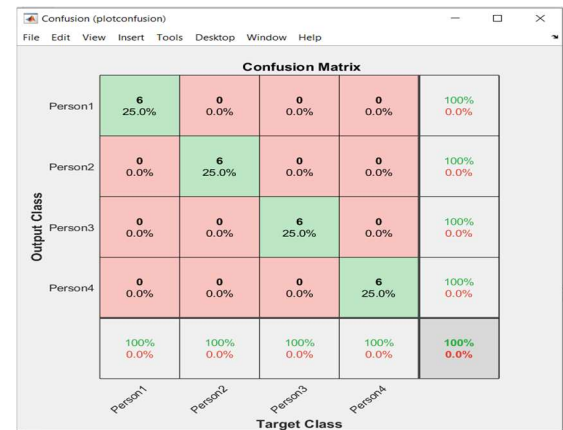 Confusion (plotconfusion)
File Edit View Insert Tools Desktop Window Help
Confusion Matrix
Person1 6 0 0 0 100%
25.0% 0.0% 0.0% 0.0% 0.0%
Person2 0 6 0 0 100%
0.0% 25.0% 0.0% 0.0% 0.0%
Person3 0 0 6 0 100%
0.0% 0.0% 25.0% 0.0% 0.0%
Person4 0 0 0 6 100%
0.0% 0.0% 0.0% 25.0% 0.0%
100% 100% 100% 100% 100%
0.0% 0.0% 0.0% 0.0% 0.0%
Output Class
Person1 Person2 Person3 Person4
Target Class